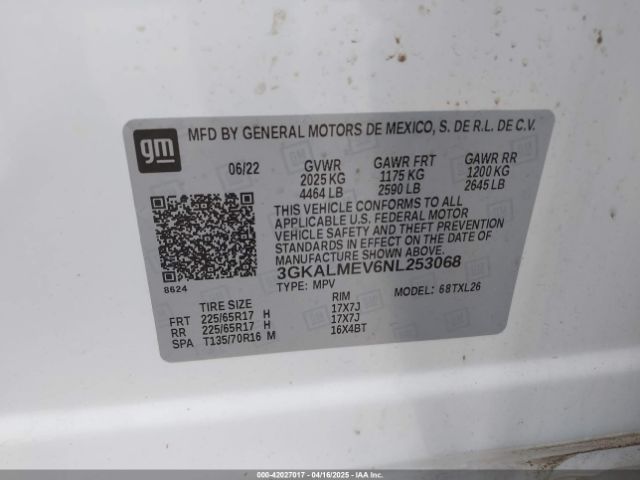 gm
MFD BY GENERAL MOTORS DE MEXICO, S. DE R.L. DE C.V.
06/22 GVWR GAWR FRT GAWR RR
2025 KG 1175 KG 1200 KG
4464 LB 2590 LB 2645 LB
THIS VEHICLE CONFORMS TO ALL
APPLICABLE U.S. FEDERAL MOTOR
VEHICLE SAFETY AND THEFT PREVENTION
STANDARDS IN EFFECT ON THE DATE OF
MANUFACTURE SHOWN ABOVE.
3GKALMEV6NL253068
8624
TYPE: MPV MODEL: 68TXL26
TIRE SIZE RIM
FRT 225/65R17 H 17X7J
RR 225/65R17 H 17X7J
SPA T135/70R16 M 16X4BT
000-42027017 - 04/16/2025 - IAAI.COM